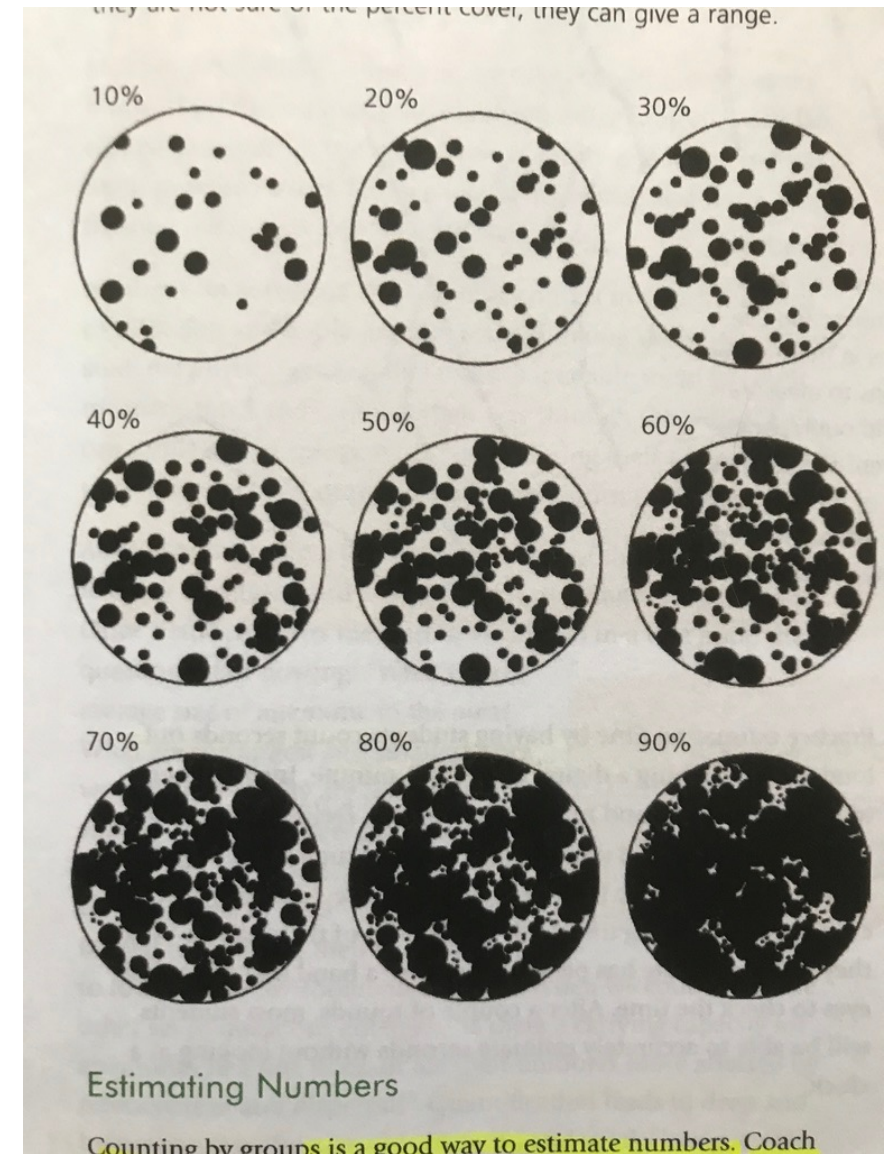 they are not sure of the percent cover, they can give a range.
10% 20% 30%
40% 50% 60%
70% 80% 90%
Estimating Numbers
Counting by groups is a good way to estimate numbers. Coach